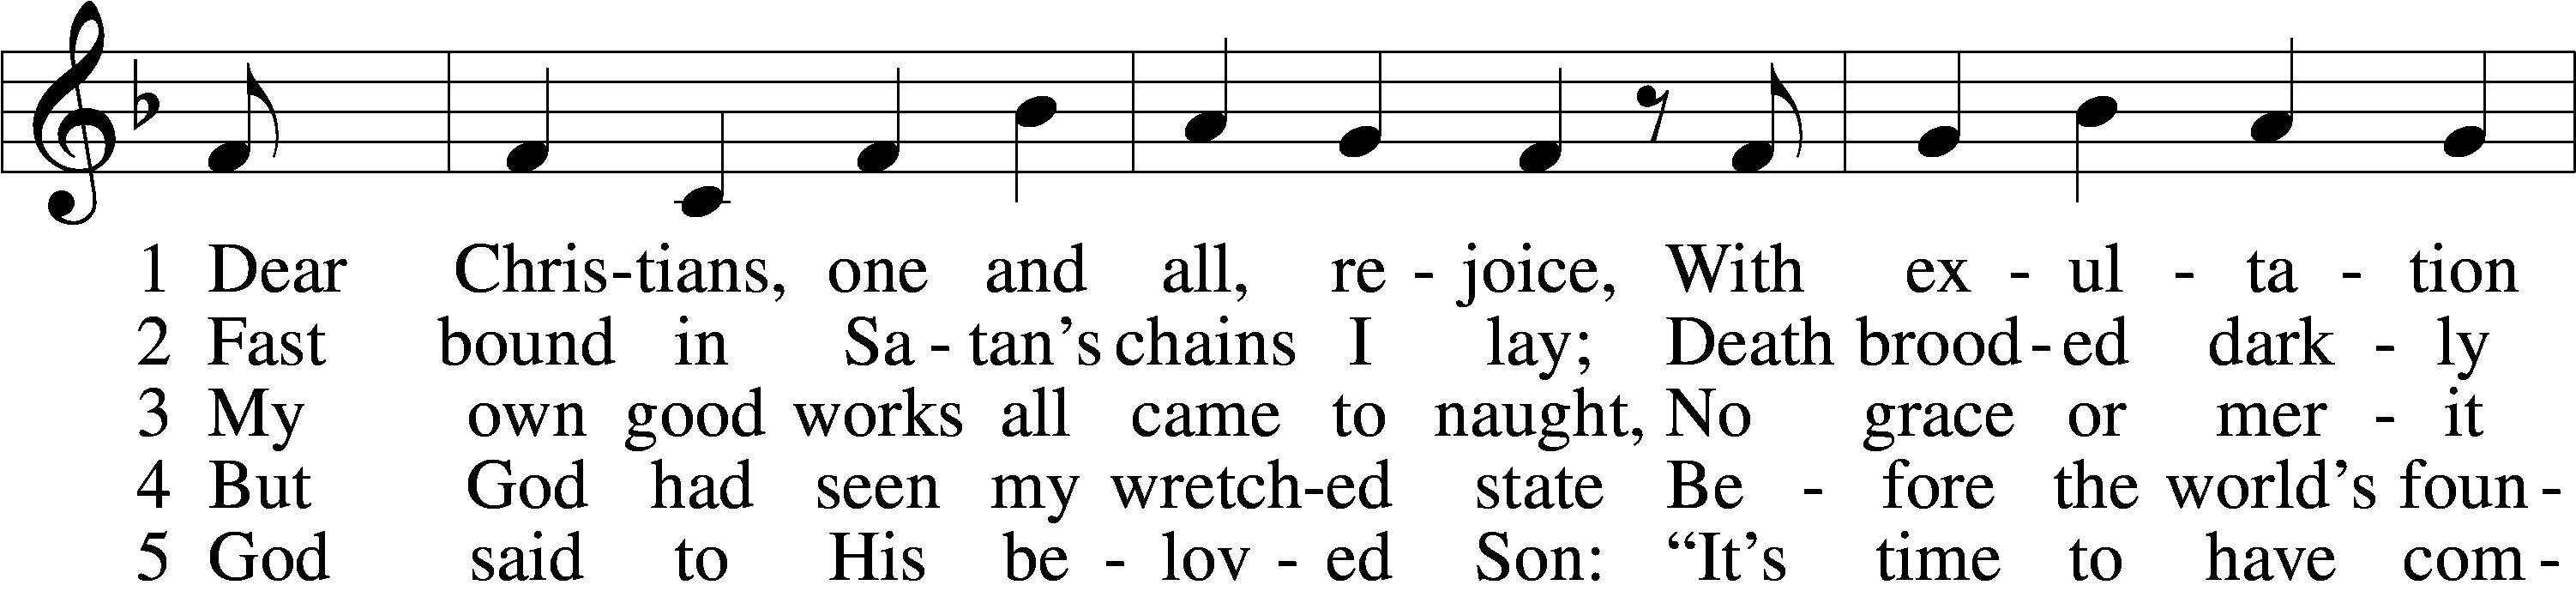 1 Dear Chris-tians, one and all, re - joice, With ex - ul - ta - tion
2 Fast bound in Sa - tan's chains I lay; Death brood-ed dark - ly
3 My own good works all came to naught, No grace or mer - it
4 But God had seen my wretch-ed state Be - fore the world's foun -
5 God said to His be - lov - ed Son: “It's time to have com -